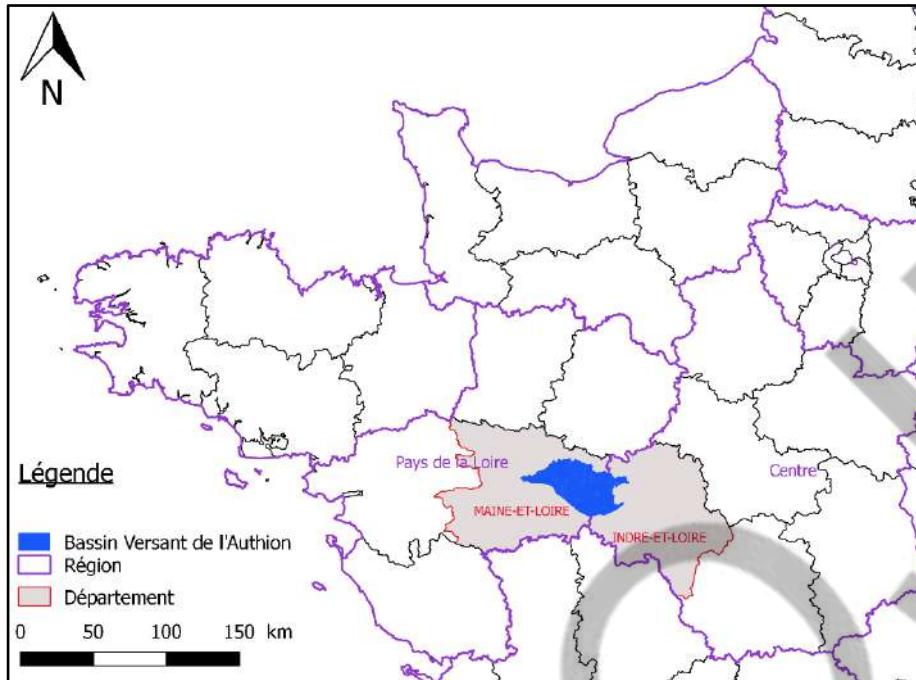 N
Pays de la Loire
Centre
MAINE-ET-LOIRE
INDRE-ET-LOIRE
Légende
Bassin Versant de l'Authion
Région
Département
0 50 100 150 km